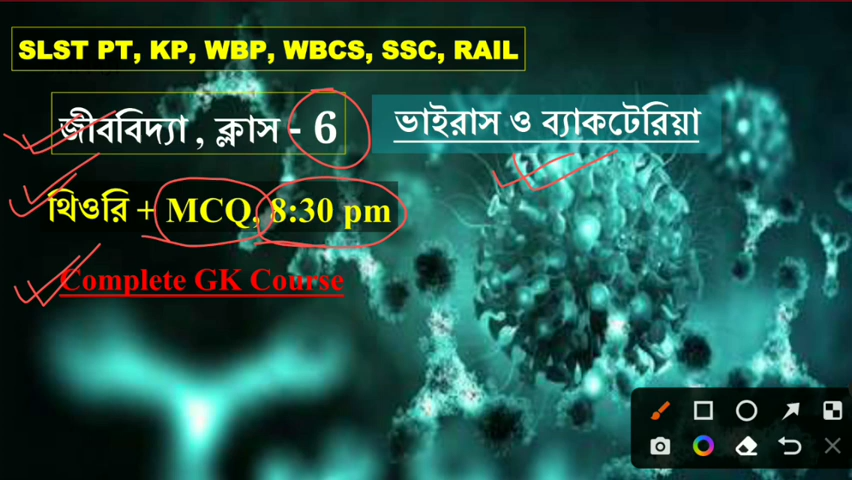 SLST PT, KP, WBP, WBCS, SSC, RAIL
জীববিদ্যা , ক্লাস - 6
ভাইরাস ও ব্যাকটেরিয়া
থিওরি + MCQ, 8:30 pm
Complete GK Course